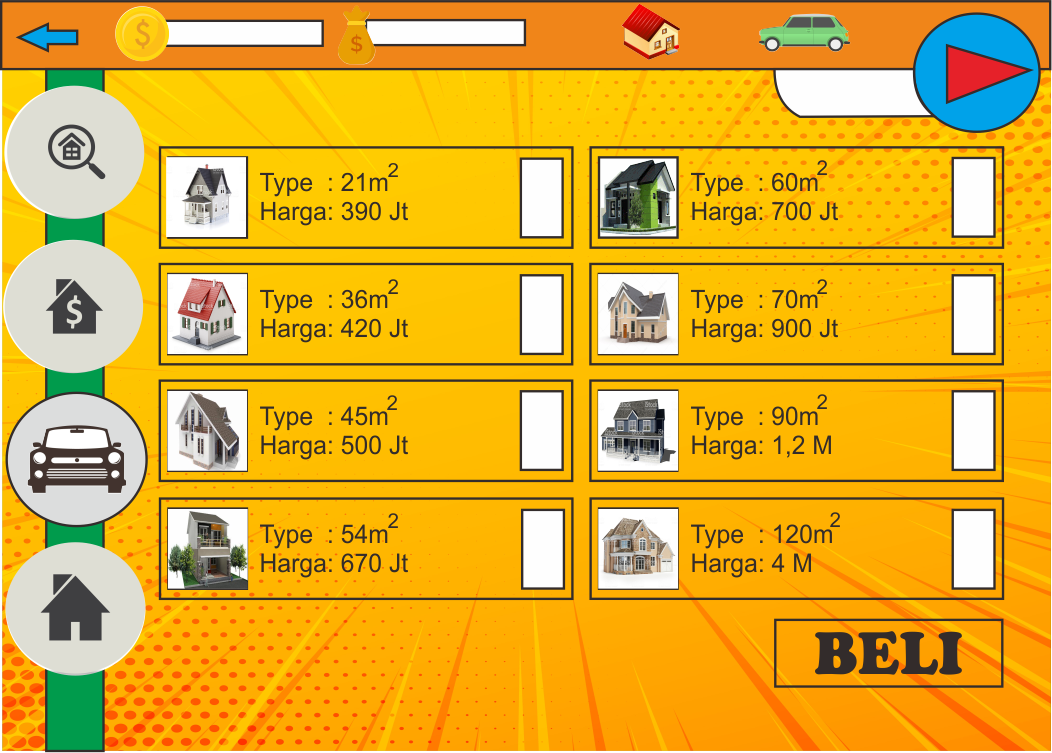 Type : 21m²
Harga: 390 Jt
Type : 60m²
Harga: 700 Jt
Type : 36m²
Harga: 420 Jt
Type : 70m²
Harga: 900 Jt
Type : 45m²
Harga: 500 Jt
Type : 90m²
Harga: 1,2 M
Type : 54m²
Harga: 670 Jt
Type : 120m²
Harga: 4 M
BELI